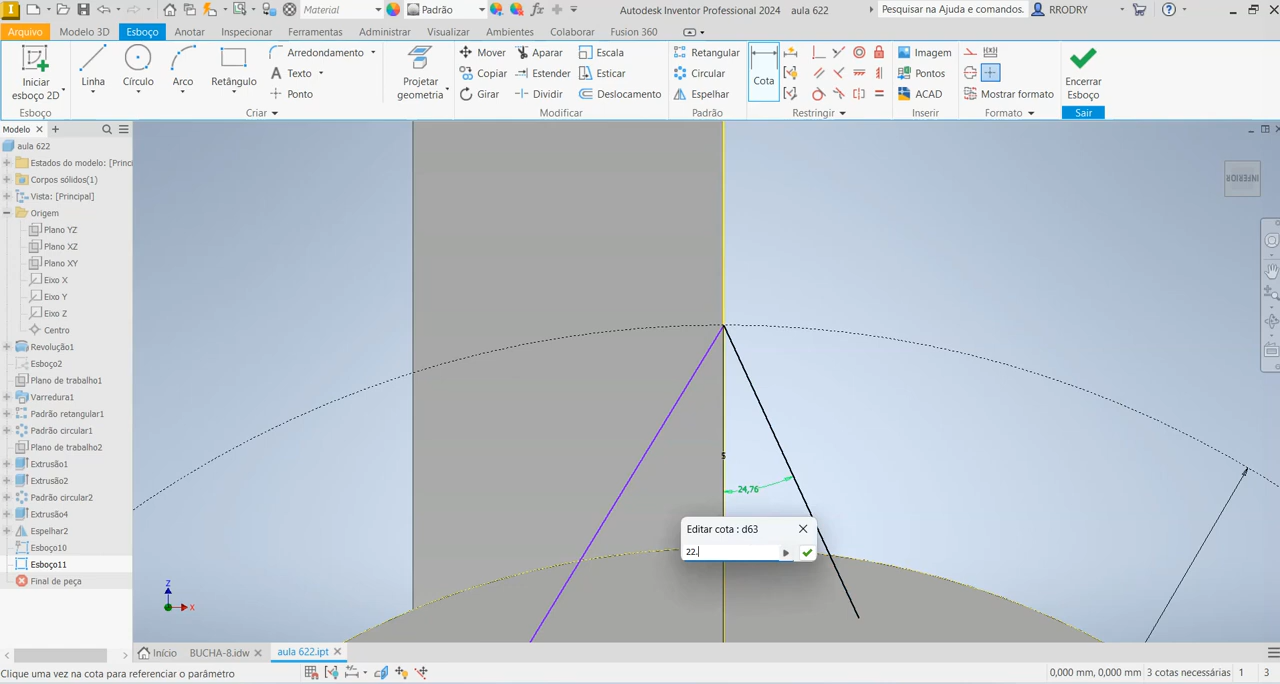 Material
Padrão
Autodesk Inventor Professional 2024 aula 622
Pesquisar na Ajuda e comandos.
RRODRY
Arquivo
Modelo 3D
Esboço
Anotar
Inspecionar
Ferramentas
Administrar
Visualizar
Ambientes
Colaborar
Fusion 360
Iniciar
esboço 2D
Linha
Círculo
Arco
Retângulo
Arredondamento
Texto
Ponto
Projetar
geometria
Mover
Copiar
Girar
Aparar
Estender
Dividir
Escala
Esticar
Deslocamento
Retangular
Circular
Espelhar
Cota
Imagem
Pontos
ACAD
Mostrar formato
Encerrar
Esboço
Esboço
Criar
Modificar
Padrão
Restringir
Inserir
Formato
Sair
Modelo
aula 622
Estados do modelo: [Princ
Corpos sólidos(1)
Vista: [Principal]
Origem
Plano YZ
Plano XZ
Plano XY
Eixo X
Eixo Y
Eixo Z
Centro
Revolução1
Esboço2
Plano de trabalho1
Varredura1
Padrão retangular1
Padrão circular1
Plano de trabalho2
Extrusão1
Extrusão2
Padrão circular2
Extrusão4
Espelhar2
Esboço10
Esboço11
Final de peça
INFERIOR
24,76
Editar cota : d63
22.
Z
X
Início
BUCHA-8.idw
aula 622.ipt
Clique uma vez na cota para referenciar o parâmetro
0,000 mm, 0,000 mm
3 cotas necessárias
1
3